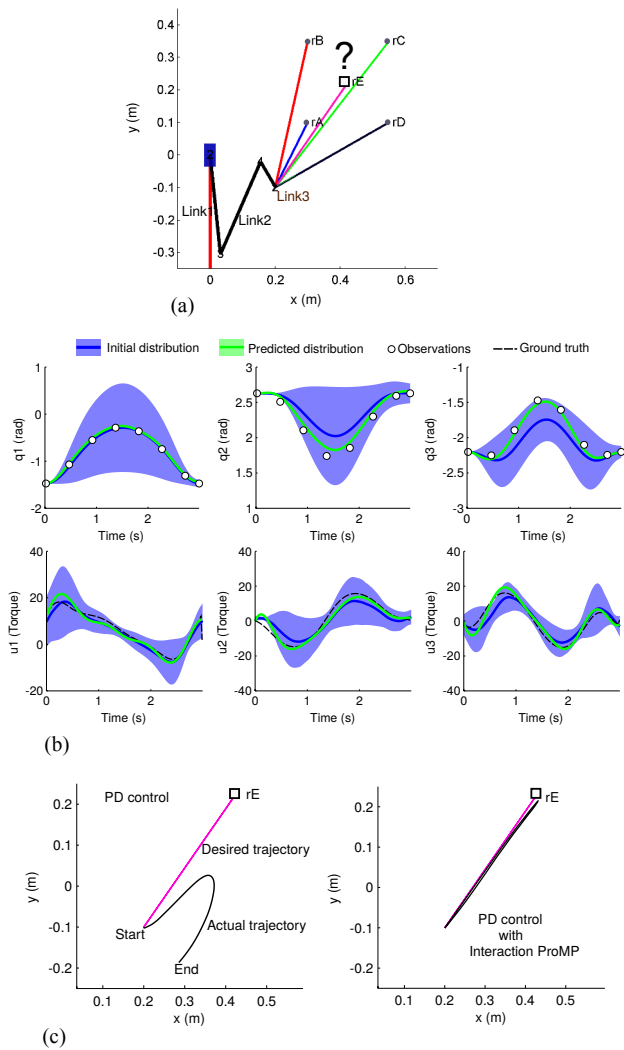 0.4
0.3
0.2
0.1
0
-0.1
-0.2
-0.3
y (m)
rB
rC
?
rE
rA
rD
2
4
3
Link1
Link2
Link3
0
0.2
0.4
0.6
x (m)
(a)
Initial distribution
Predicted distribution
Observations
Ground truth
1
0
-1
-2
q1 (rad)
0
1
2
Time (s)
3
2.5
2
1.5
1
q2 (rad)
0
1
2
Time (s)
-1
-1.5
-2
-2.5
-3
q3 (rad)
0
1
2
Time (s)
40
20
0
-20
u1 (Torque)
0
1
2
Time (s)
40
20
0
-20
-40
u2 (Torque)
0
1
2
Time (s)
40
20
0
-20
-40
u3 (Torque)
0
1
2
Time (s)
(b)
0.2
0.1
0
-0.1
-0.2
y (m)
PD control
rE
Desired trajectory
Start
Actual trajectory
End
0.1
0.2
0.3
0.4
0.5
x (m)
0.2
0.1
0
-0.1
-0.2
y (m)
rE
PD control
with
Interaction ProMP
0.1
0.2
0.3
0.4
0.5
x (m)
(c)